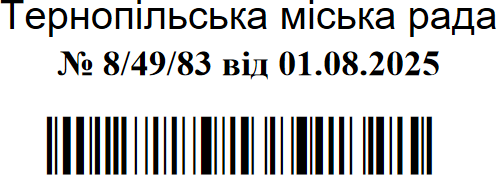 Тернопільська міська рада
№ 8/49/83 від 01.08.2025